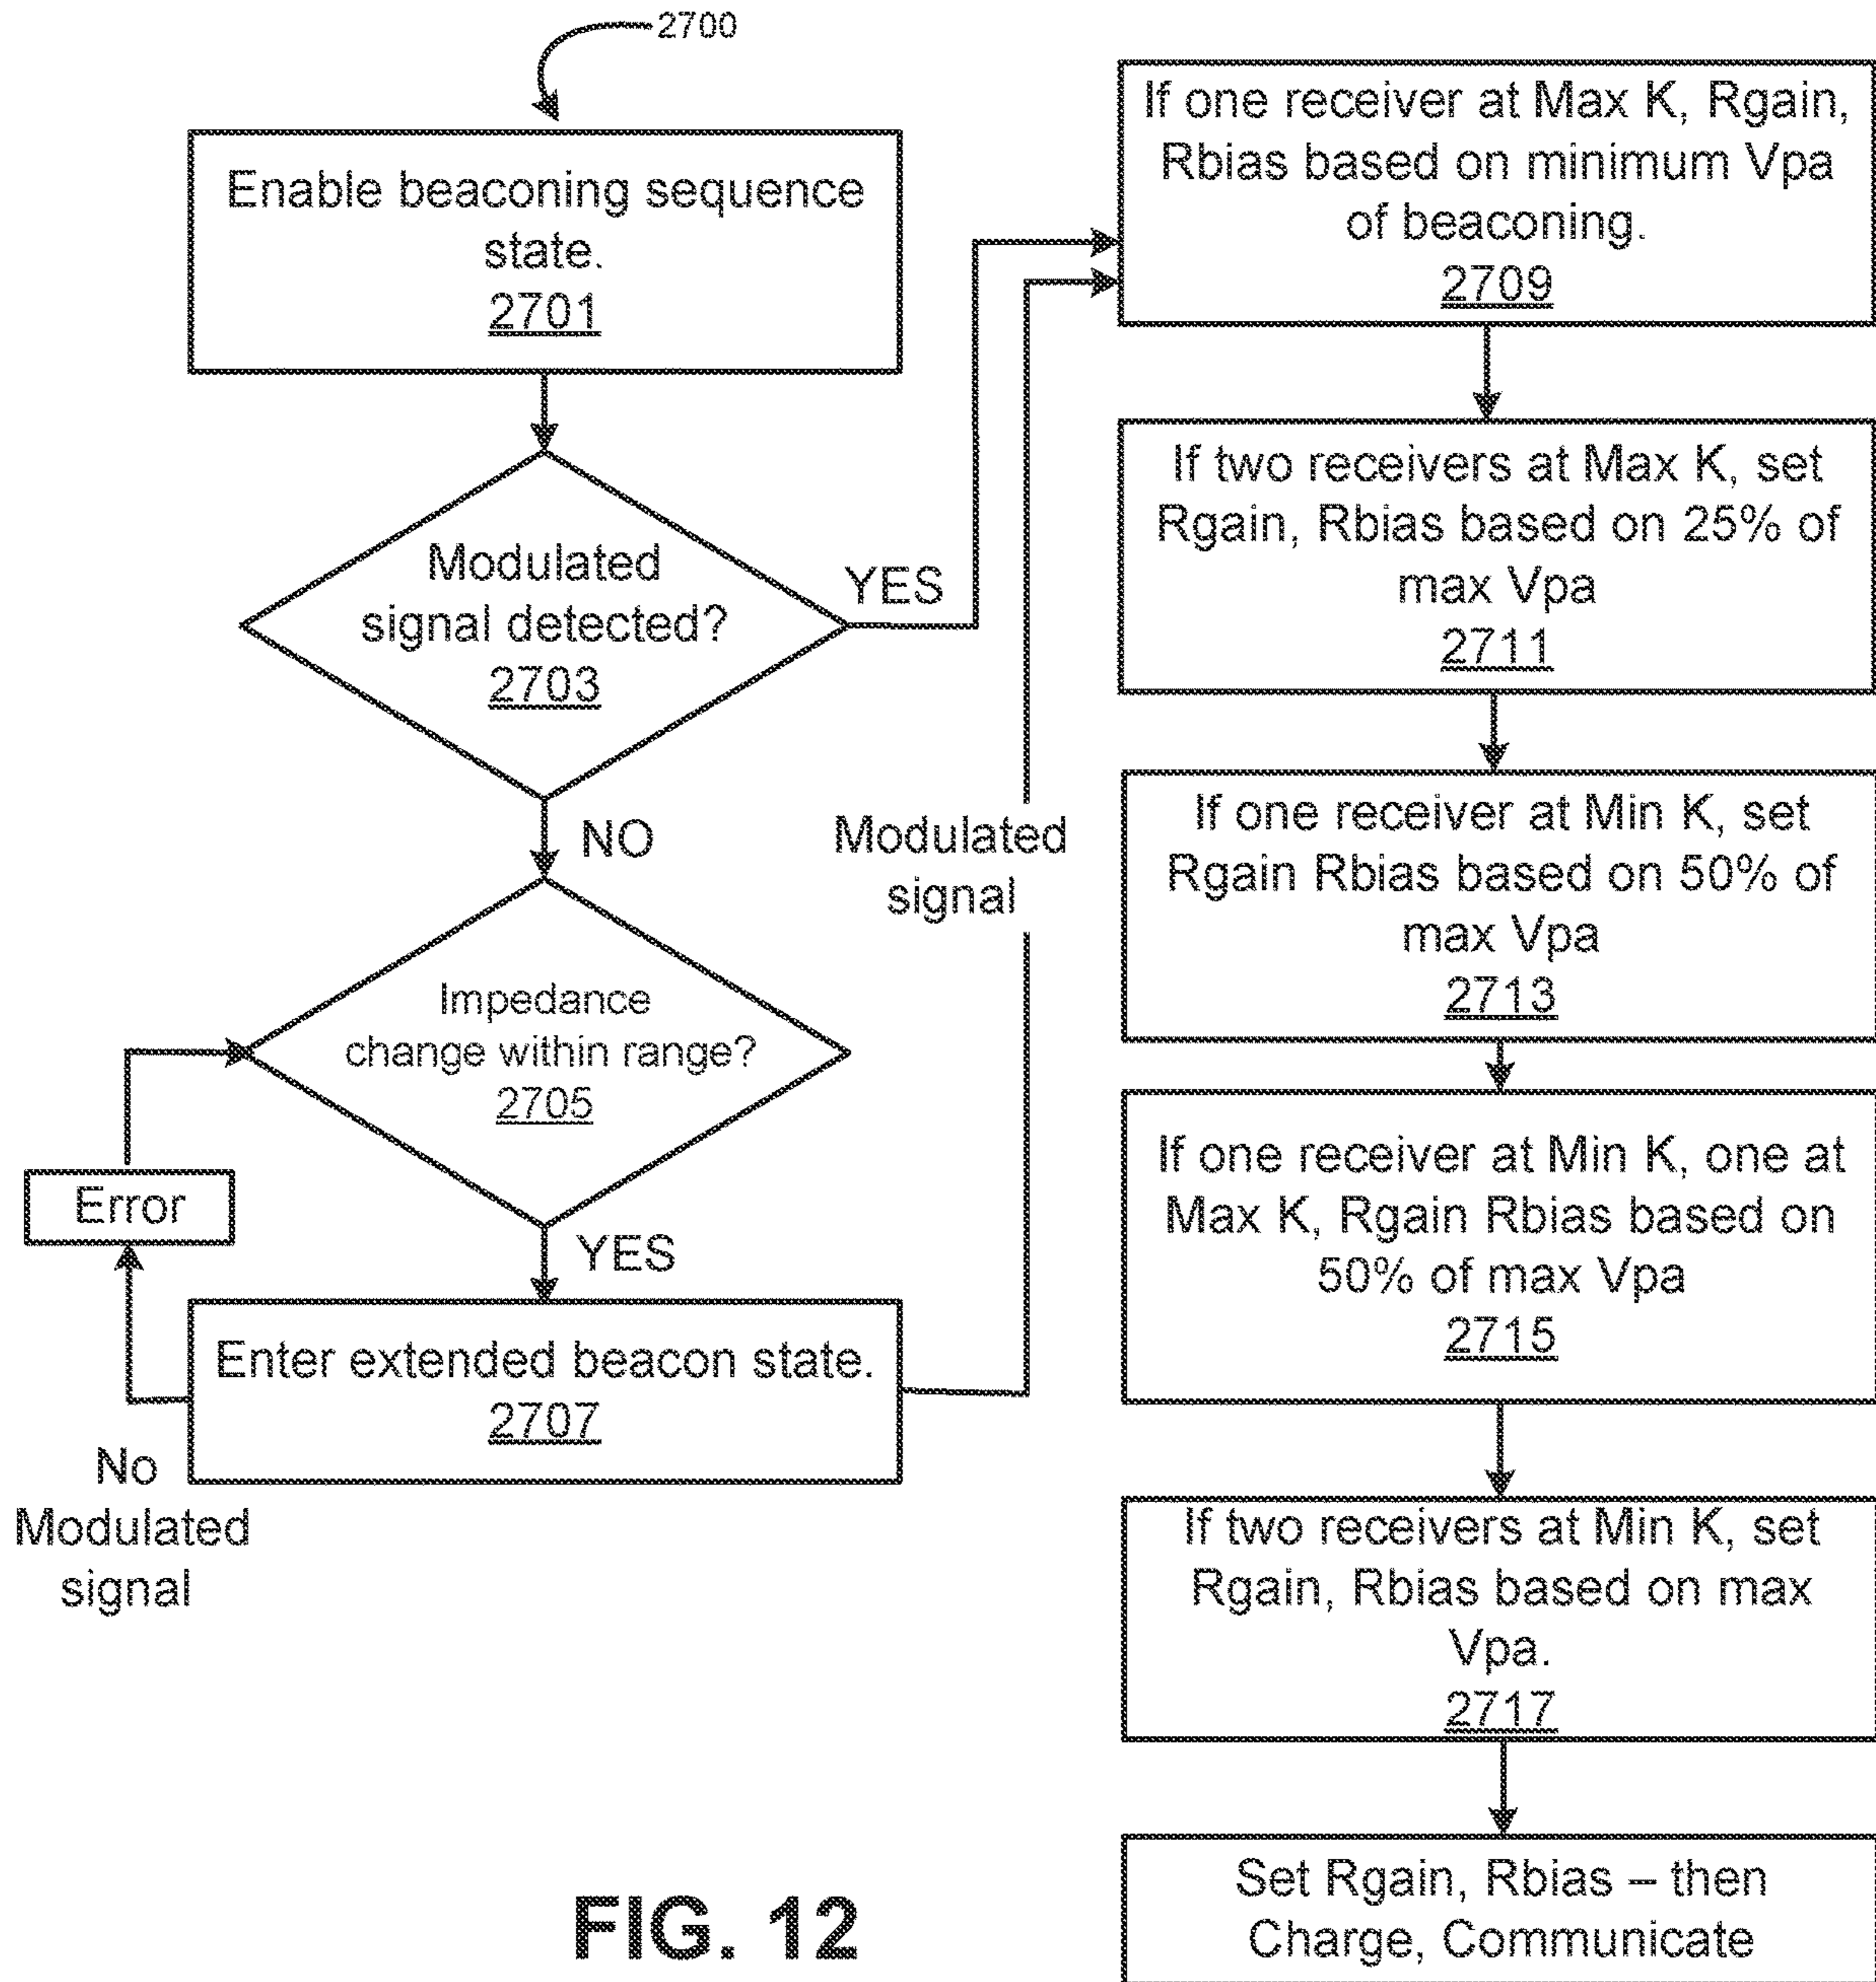 2700
Enable beaconing sequence
state.
2701
Modulated
signal detected?
2703
YES
NO
Impedance
change within range?
2705
Error
YES
Enter extended beacon state.
2707
No
Modulated
signal
Modulated
signal
If one receiver at Max K, Rgain,
Rbias based on minimum Vpa
of beaconing.
2709
If two receivers at Max K, set
Rgain, Rbias based on 25% of
max Vpa
2711
If one receiver at Min K, set
Rgain Rbias based on 50% of
max Vpa
2713
If one receiver at Min K, one at
Max K, Rgain Rbias based on
50% of max Vpa
2715
If two receivers at Min K, set
Rgain, Rbias based on max
Vpa.
2717
Set Rgain, Rbias – then
Charge, Communicate
FIG. 12